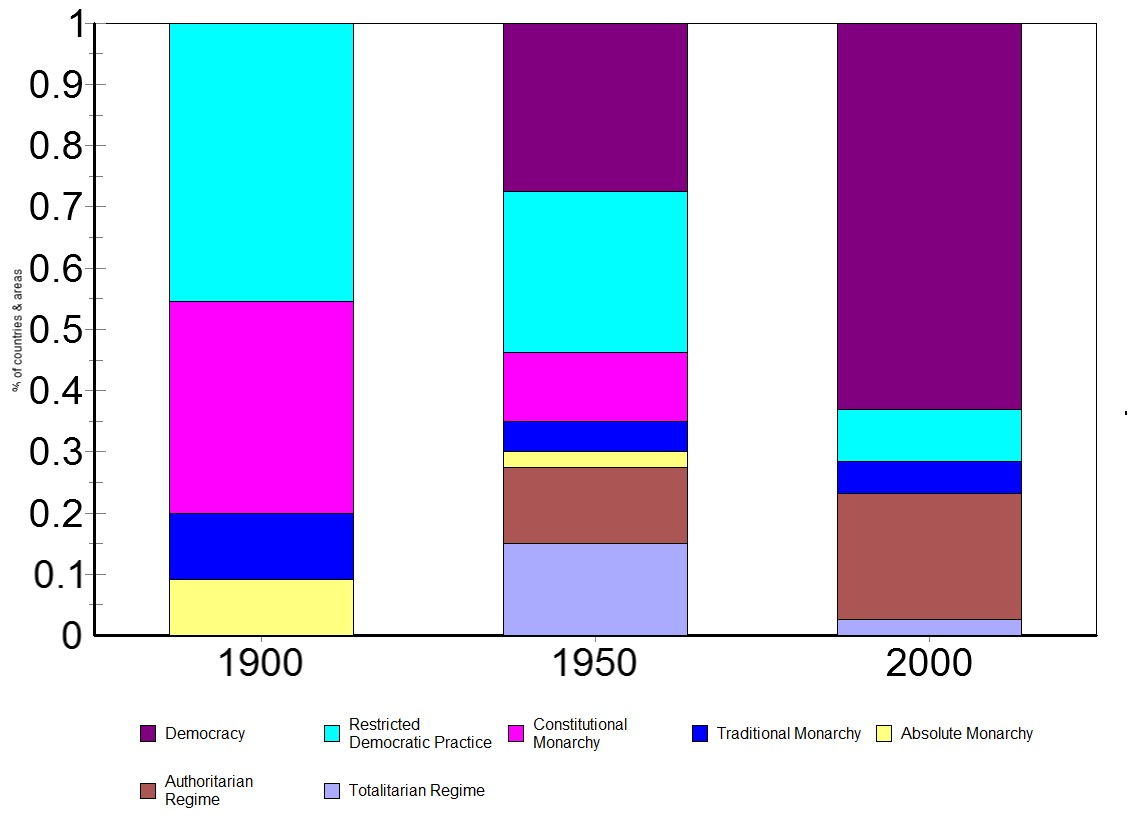 1
0.9
0.8
0.7
0.6
0.5
0.4
0.3
0.2
0.1
0
% of countries & areas
1900
1950
2000
Democracy
Restricted
Democratic Practice
Constitutional
Monarchy
Traditional Monarchy
Absolute Monarchy
Authoritarian
Regime
Totalitarian Regime